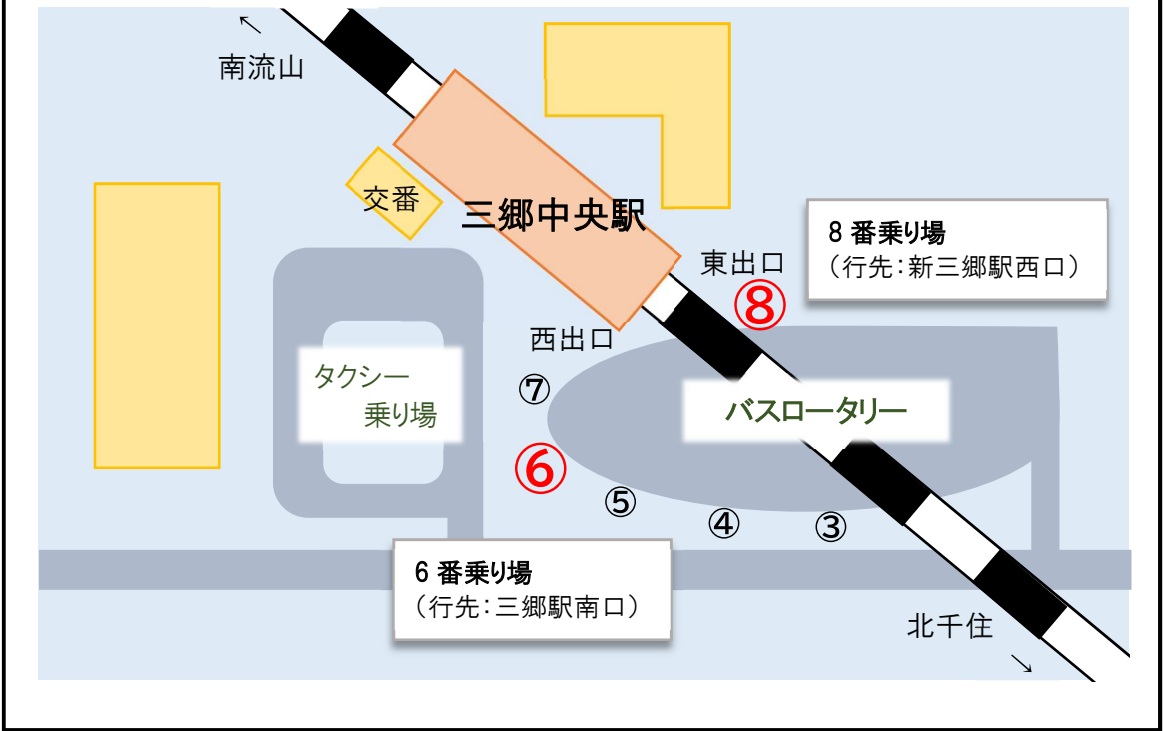 ↖
南流山
交番
三郷中央駅
8 番乗り場
（行先：新三郷駅西口）
東出口
⑧
西出口
タクシー
乗り場
⑦
バスロータリー
⑥
⑤
④
③
6 番乗り場
（行先：三郷駅南口）
北千住
↘